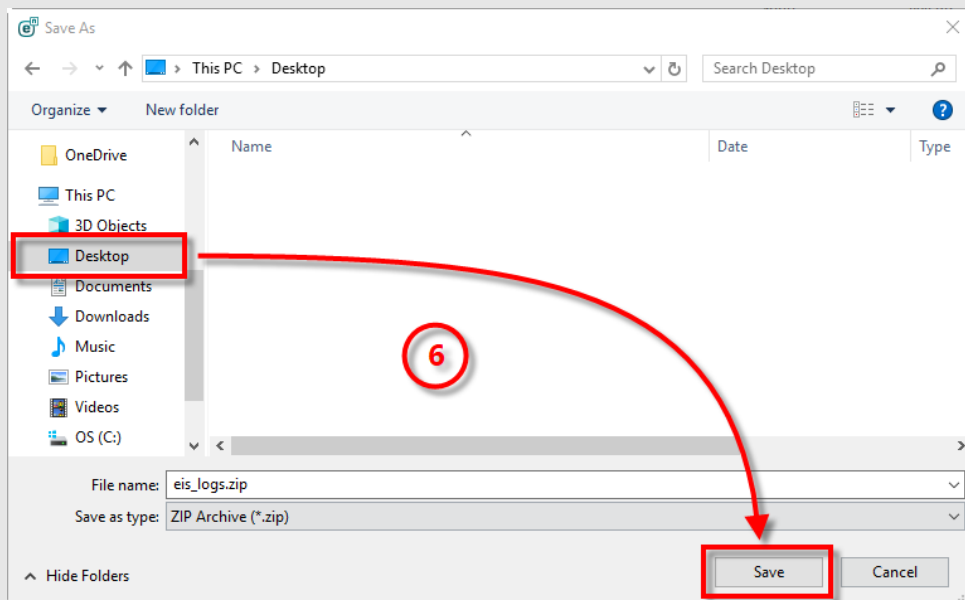 Save As
This PC > Desktop
Search Desktop
Organize
New folder
Name
Date
Type
OneDrive
This PC
3D Objects
Desktop
Documents
Downloads
Music
Pictures
Videos
OS (C:)
6
File name: eis_logs.zip
Save as type: ZIP Archive (*.zip)
Hide Folders
Save
Cancel